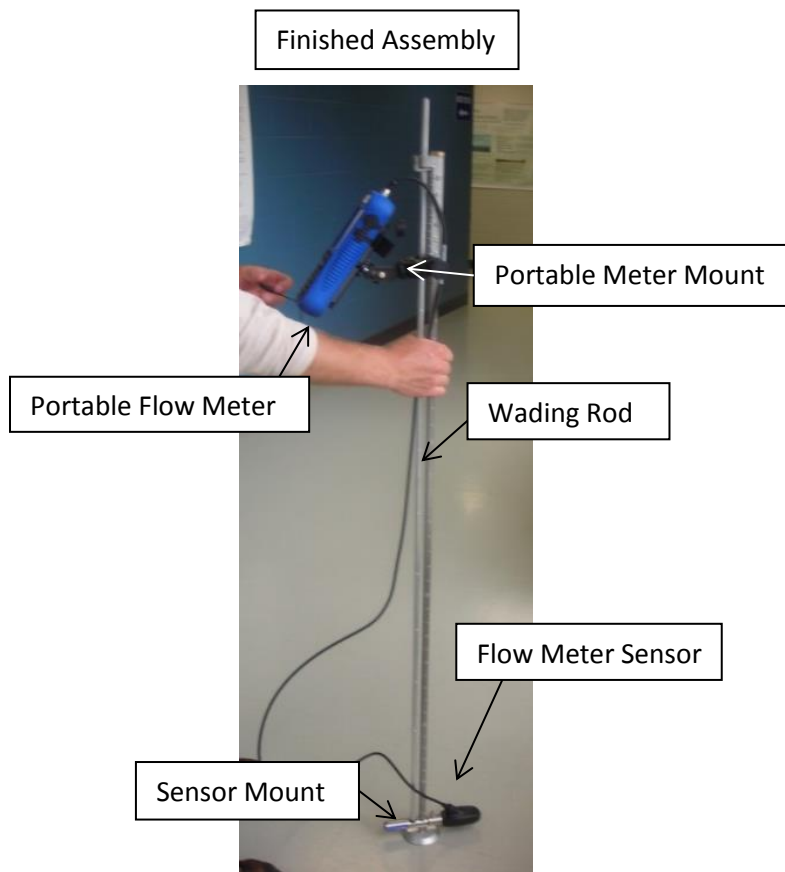 Finished Assembly
Portable Meter Mount
Portable Flow Meter
Wading Rod
Flow Meter Sensor
Sensor Mount